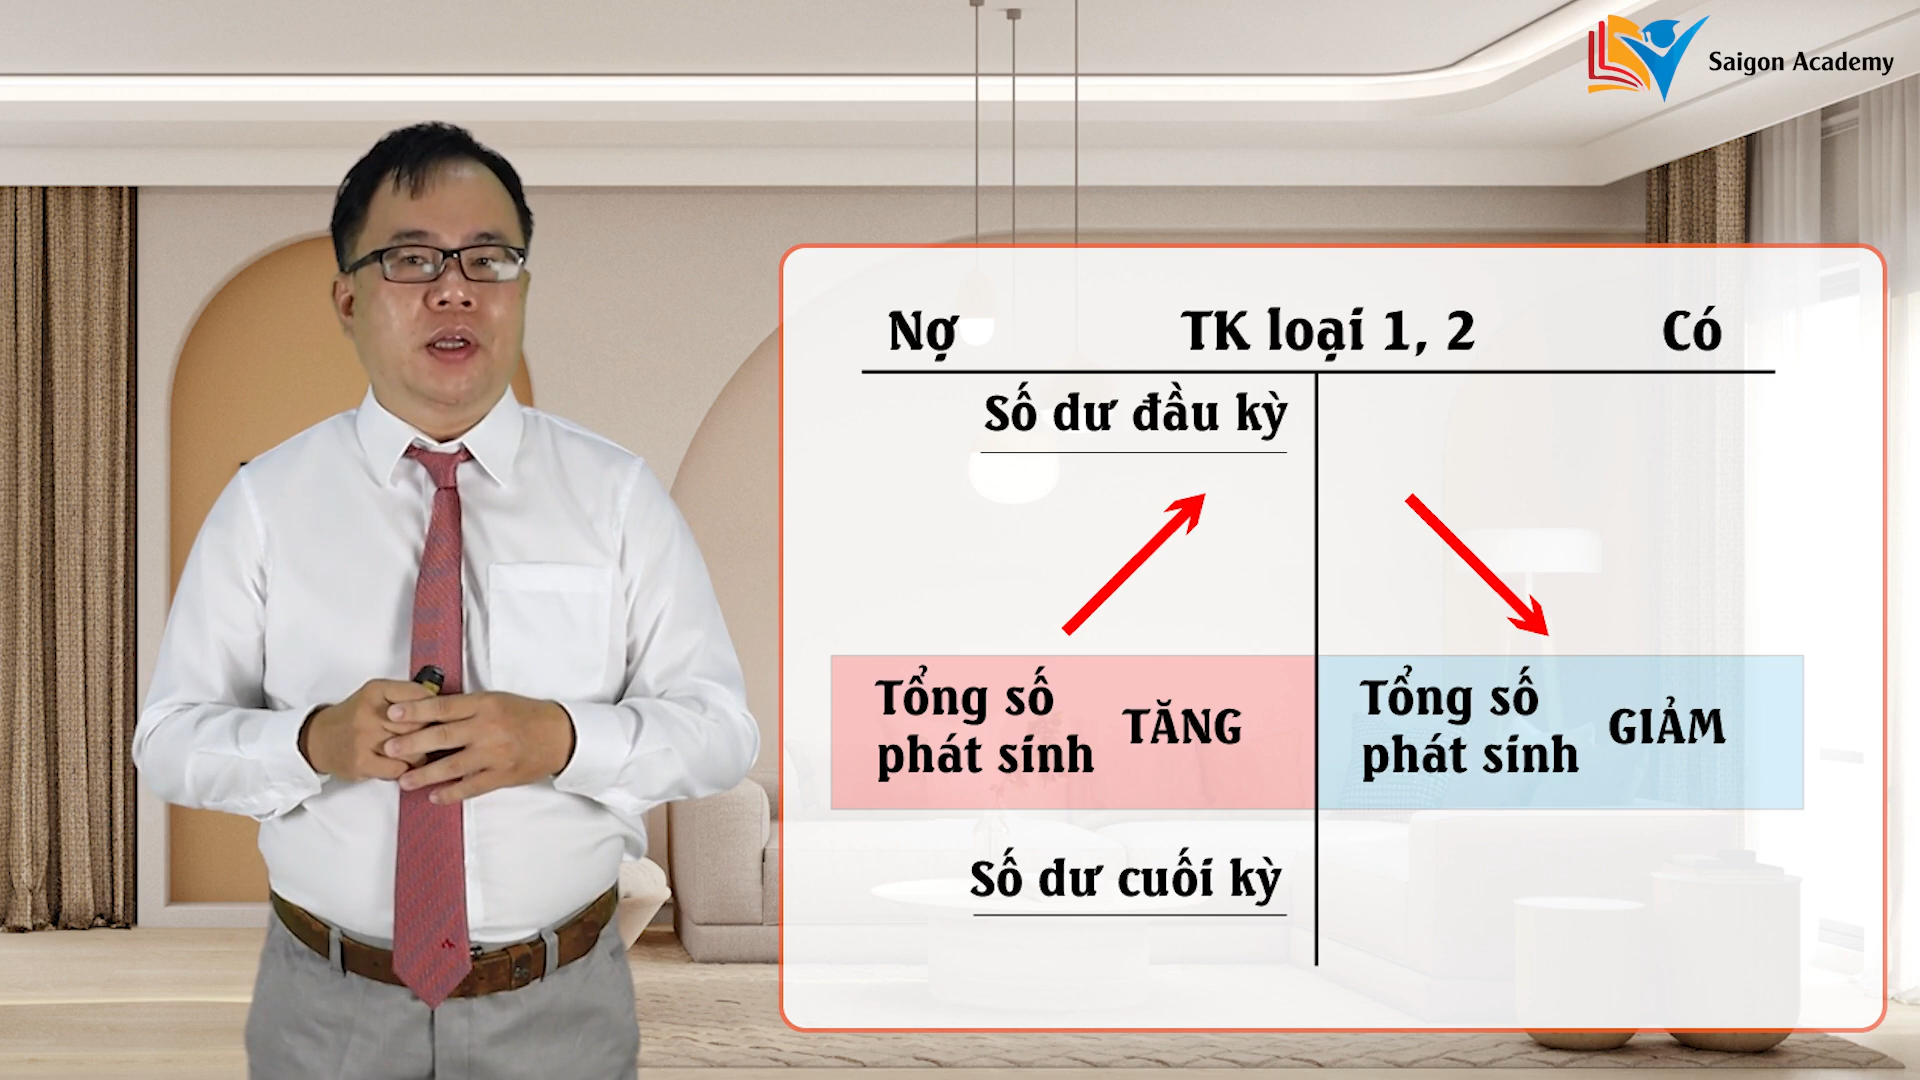 Saigon Academy
Nợ TK loại 1, 2 Có
Số dư đầu kỳ
Tổng số phát sinh TĂNG
Tổng số phát sinh GIẢM
Số dư cuối kỳ